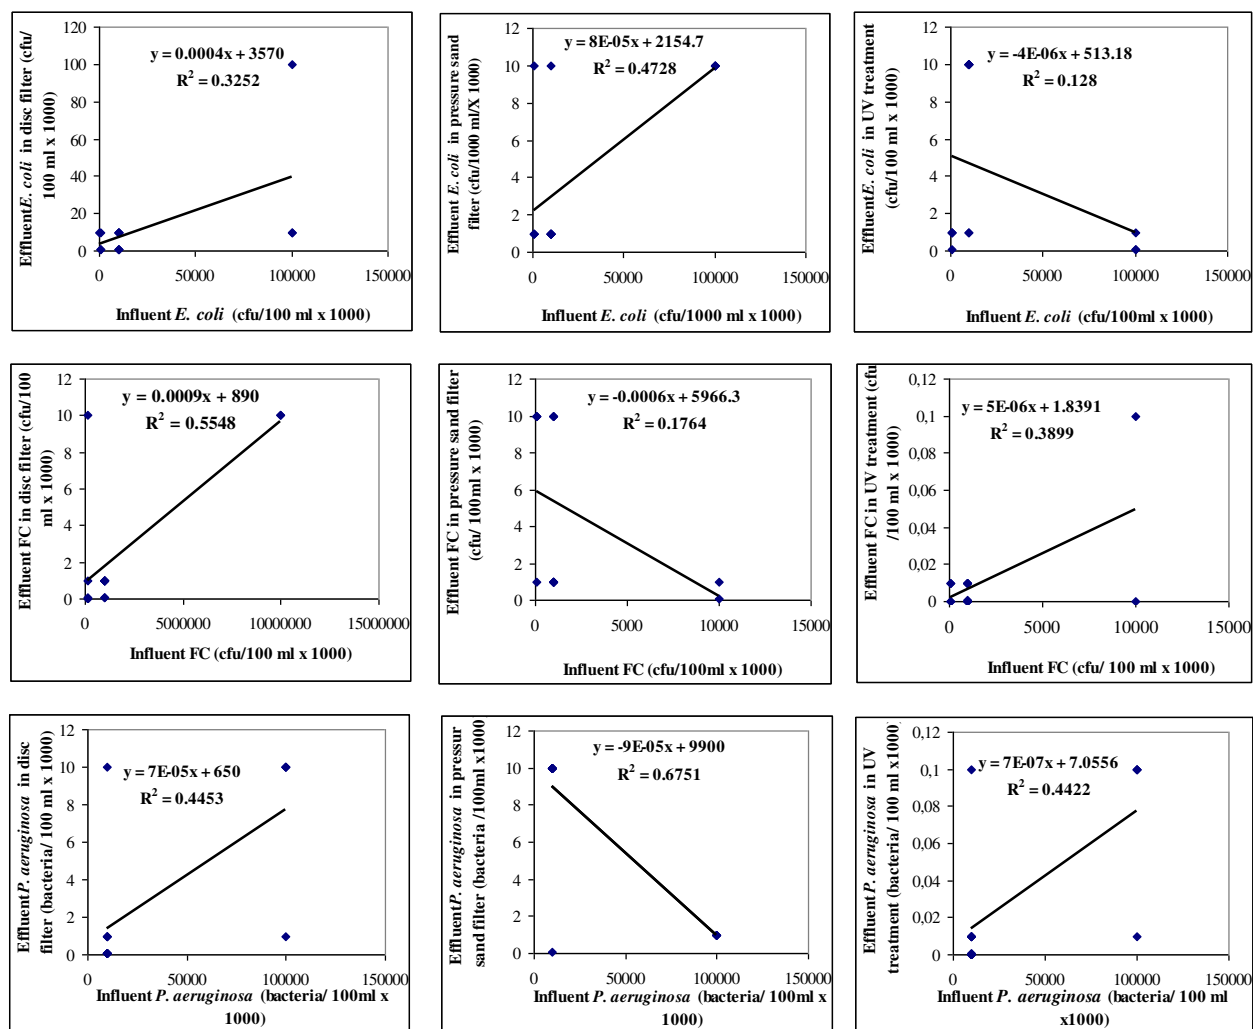 Effluent E. coli in disc filter (cfu/
100 ml x 1000)
120
100
80
60
40
20
0
y = 0.0004x + 3570
R² = 0.3252
0 50000 100000 150000
Influent E. coli (cfu/100 ml x 1000)
Effluent E. coli in pressure sand
filter (cfu/1000 ml/X 1000)
12
10
8
6
4
2
0
y = 8E-05x + 2154.7
R² = 0.4728
0 50000 100000 150000
Influent E. coli (cfu/1000 ml x 1000)
Effluent E. coli in UV treatment
(cfu/100 ml x 1000)
12
10
8
6
4
2
0
y = -4E-06x + 513.18
R² = 0.128
0 50000 100000 150000
Influent E. coli (cfu/100ml x 1000)
Effluent FC in disc filter (cfu/100
ml x 1000)
12
10
8
6
4
2
0
y = 0.0009x + 890
R² = 0.5548
0 5000000 10000000 15000000
Influent FC (cfu/100 ml x 1000)
Effluent FC in pressure sand filter
(cfu/ 100ml x 1000)
12
10
8
6
4
2
0
y = -0.0006x + 5966.3
R² = 0.1764
0 5000 10000 15000
Influent FC (cfu/100ml x 1000)
Effluent FC in UV treatment (cfu
/100 ml x 1000)
0,12
0,1
0,08
0,06
0,04
0,02
0
y = 5E-06x + 1.8391
R² = 0.3899
0 5000 10000 15000
Influent FC (cfu/ 100 ml x 1000)
Effluent P. aeruginosa in disc
filter (bacteria/ 100 ml x 1000)
12
10
8
6
4
2
0
y = 7E-05x + 650
R² = 0.4453
0 50000 100000 150000
Influent P. aeruginosa (bacteria/ 100ml x
1000)
Effluent P. aeruginosa in pressur
sand filter (bacteria /100ml x1000
12
10
8
6
4
2
0
y = -9E-05x + 9900
R² = 0.6751
0 50000 100000 150000
Influent P. aeruginosa (bacteria/ 100ml x
1000)
Effluent P. aeruginosa in UV
treatment (bacteria/ 100 ml x1000)
0,12
0,1
0,08
0,06
0,04
0,02
0
y = 7E-07x + 7.0556
R² = 0.4422
0 50000 100000 150000
Influent P. aeruginosa (bacteria/ 100 ml
x1000)